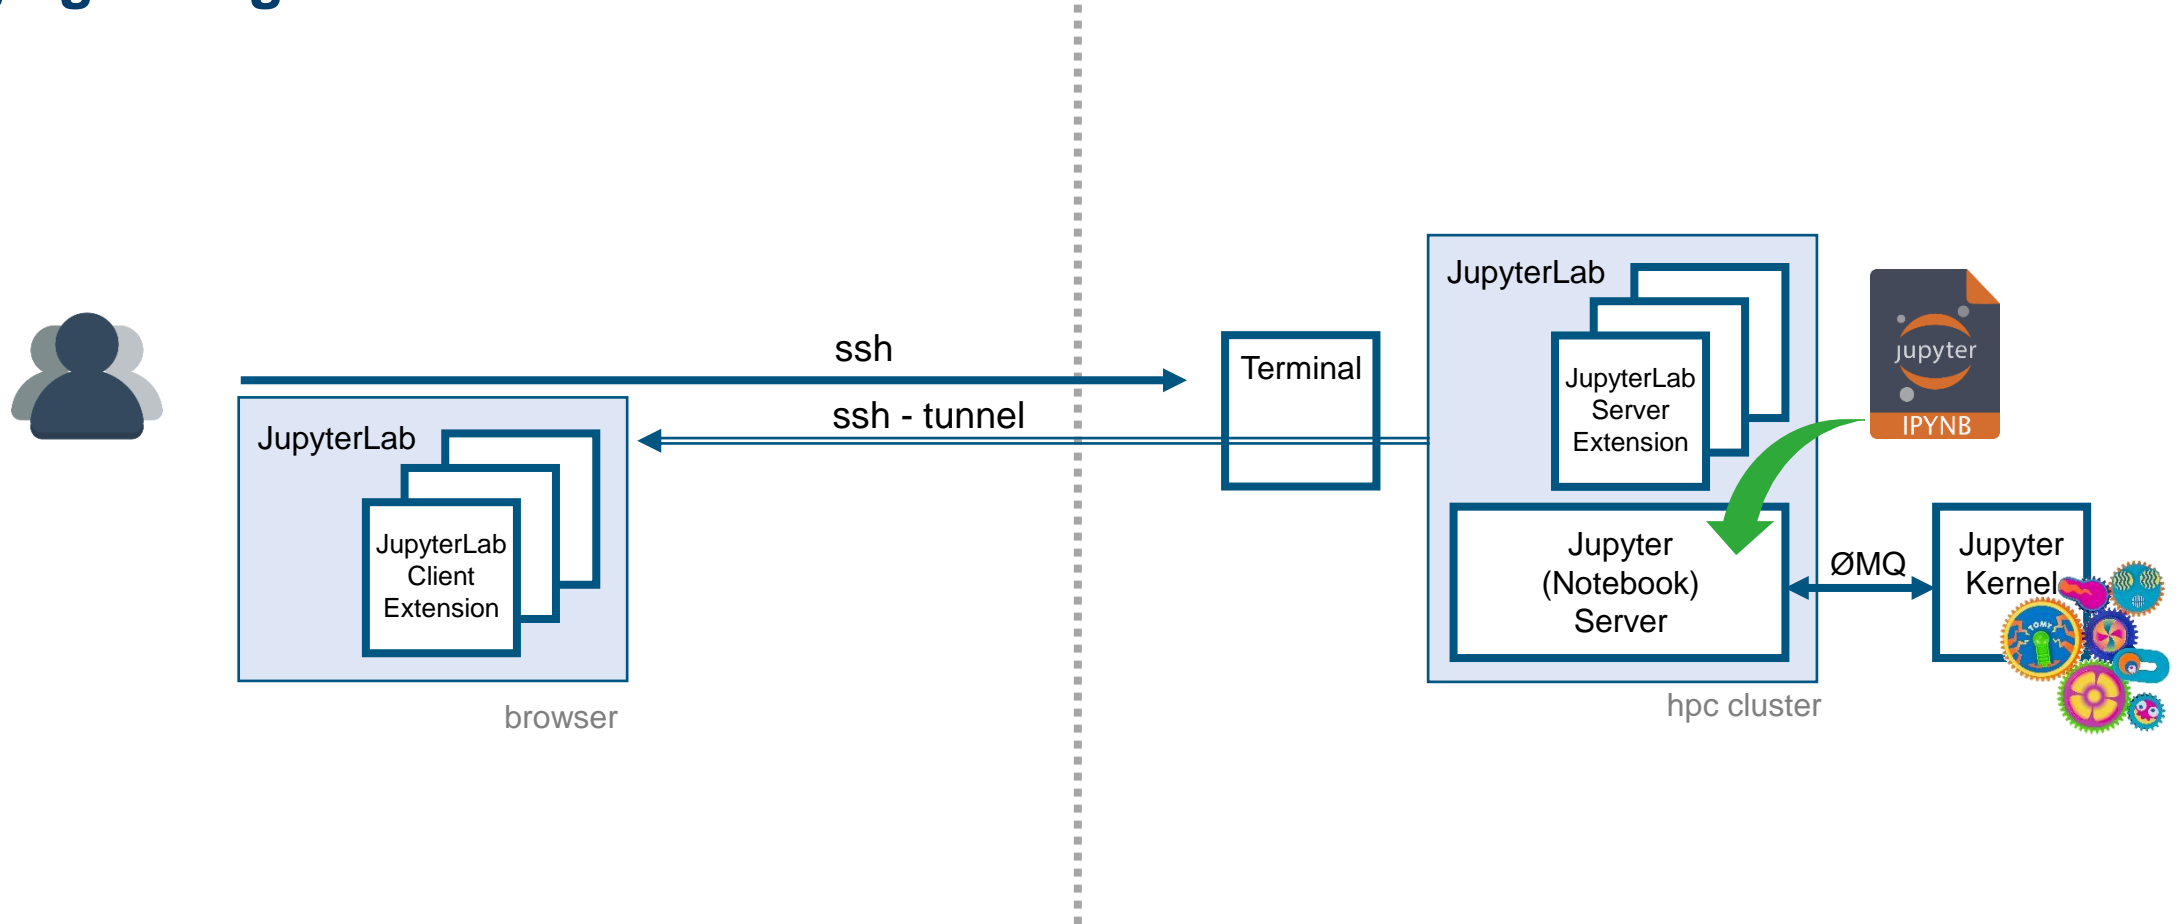 ssh
ssh - tunnel
JupyterLab
JupyterLab
Client
Extension
browser
Terminal
JupyterLab
JupyterLab
Server
Extension
Jupyter
(Notebook)
Server
hpc cluster
ØMQ
jupyter
IPYNB
Jupyter
Kernel
TOMY